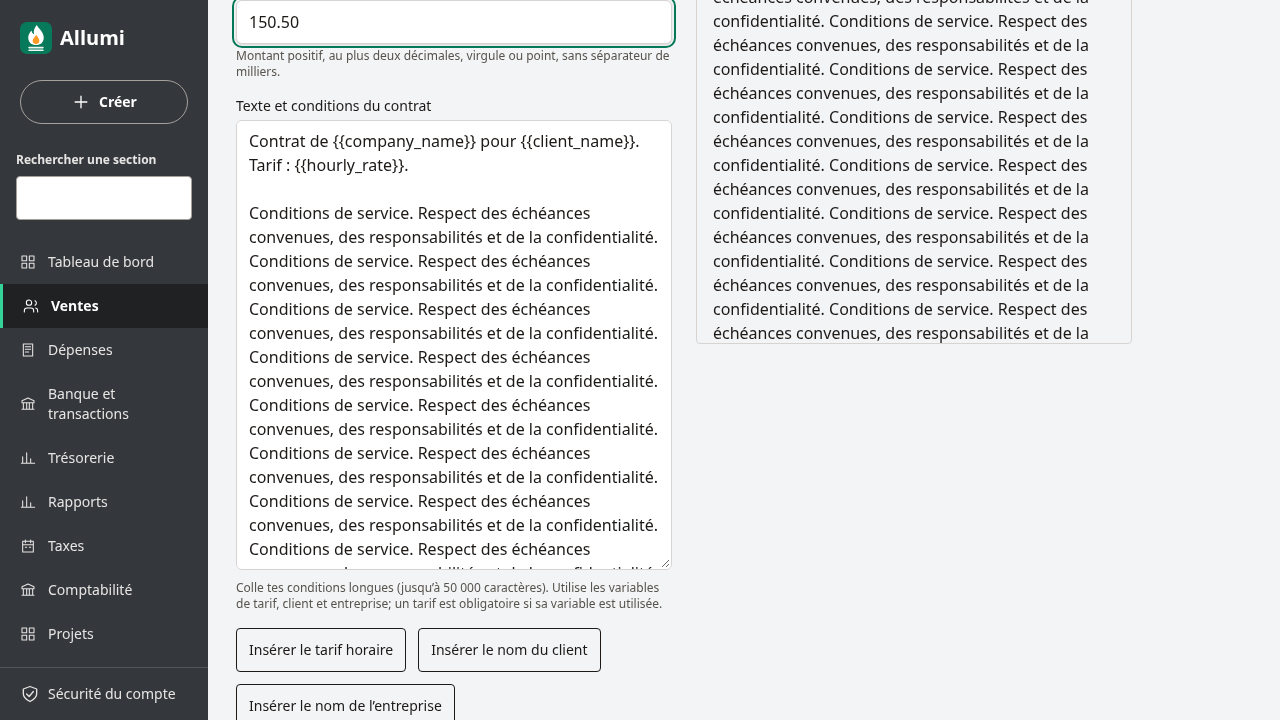 Allumi
Créer
Rechercher une section
Tableau de bord
Ventes
Dépenses
Banque et
transactions
Trésorerie
Rapports
Taxes
Comptabilité
Projets
Sécurité du compte
150.50
Montant positif, au plus deux décimales, virgule ou point, sans séparateur de
milliers.
Texte et conditions du contrat
Contrat de {{company_name}} pour {{client_name}}.
Tarif : {{hourly_rate}}.
Conditions de service. Respect des échéances
convenues, des responsabilités et de la confidentialité.
Conditions de service. Respect des échéances
convenues, des responsabilités et de la confidentialité.
Conditions de service. Respect des échéances
convenues, des responsabilités et de la confidentialité.
Conditions de service. Respect des échéances
convenues, des responsabilités et de la confidentialité.
Conditions de service. Respect des échéances
convenues, des responsabilités et de la confidentialité.
Conditions de service. Respect des échéances
convenues, des responsabilités et de la confidentialité.
Conditions de service. Respect des échéances
convenues, des responsabilités et de la confidentialité.
Conditions de service. Respect des échéances
Colle tes conditions longues (jusqu’à 50 000 caractères). Utilise les variables
de tarif, client et entreprise; un tarif est obligatoire si sa variable est utilisée.
Insérer le tarif horaire
Insérer le nom du client
Insérer le nom de l’entreprise
confidentialité. Conditions de service. Respect des
échéances convenues, des responsabilités et de la
confidentialité. Conditions de service. Respect des
échéances convenues, des responsabilités et de la
confidentialité. Conditions de service. Respect des
échéances convenues, des responsabilités et de la
confidentialité. Conditions de service. Respect des
échéances convenues, des responsabilités et de la
confidentialité. Conditions de service. Respect des
échéances convenues, des responsabilités et de la
confidentialité. Conditions de service. Respect des
échéances convenues, des responsabilités et de la
confidentialité. Conditions de service. Respect des
échéances convenues, des responsabilités et de la